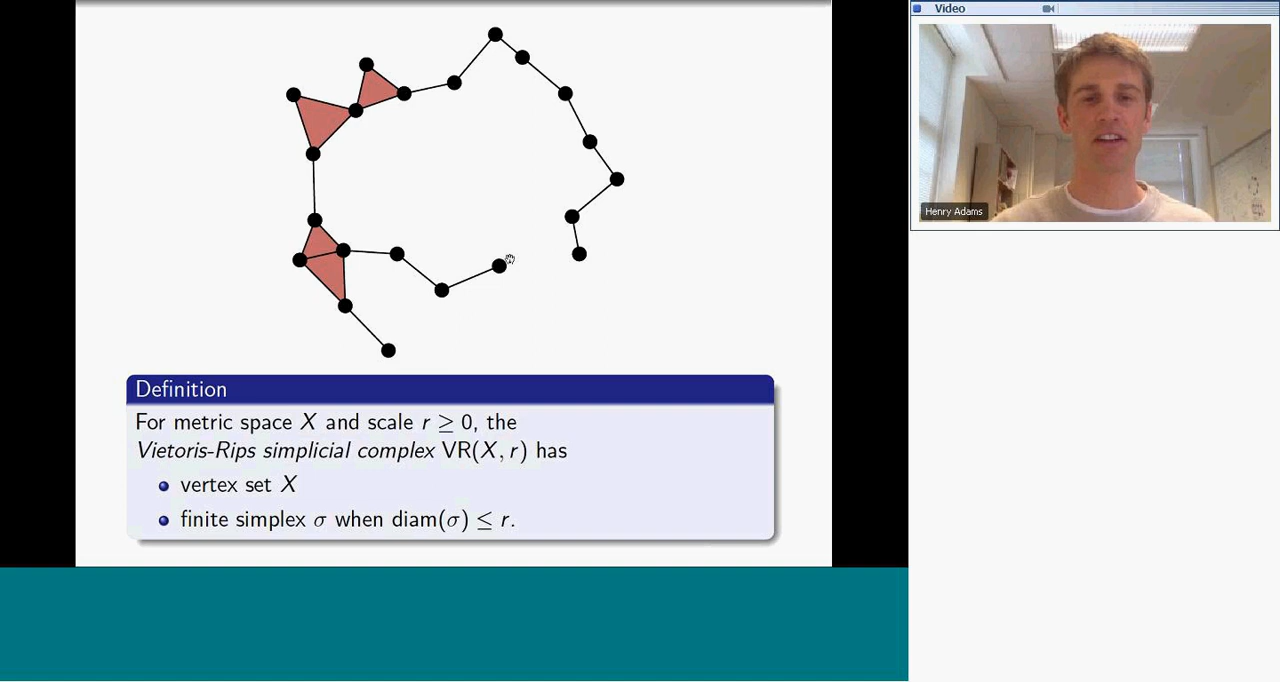 Video
Henry Adams
Definition
For metric space X and scale r ≥ 0, the
Vietoris-Rips simplicial complex VR(X, r) has
vertex set X
finite simplex σ when diam(σ) ≤ r.